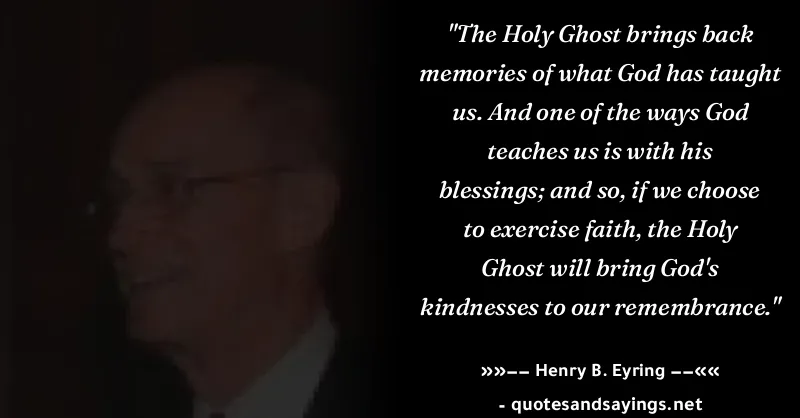 "The Holy Ghost brings back
memories of what God has taught
us. And one of the ways God
teaches us is with his
blessings; and so, if we choose
to exercise faith, the Holy
Ghost will bring God's
kindnesses to our remembrance."
»»−− Henry B. Eyring −−««
- quotesandsayings.net